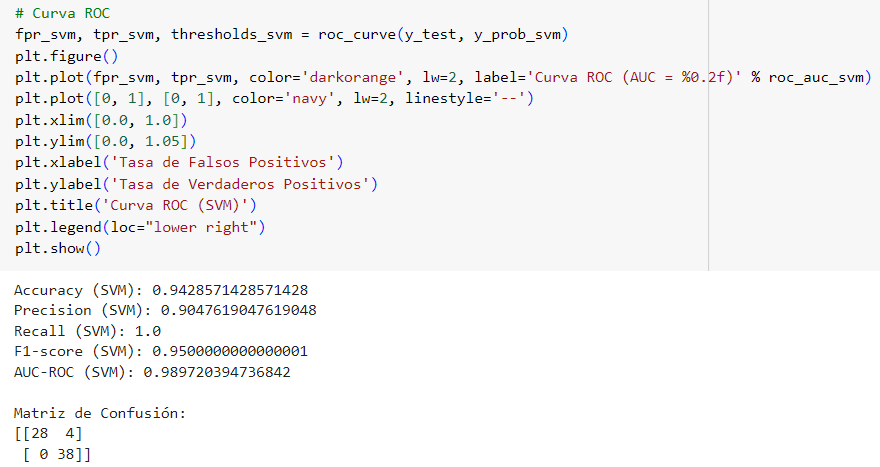 # Curva ROC
fpr_svm, tpr_svm, thresholds_svm = roc_curve(y_test, y_prob_svm)
plt.figure()
plt.plot(fpr_svm, tpr_svm, color='darkorange', lw=2, label='Curva ROC (AUC = %0.2f)' % roc_auc_svm)
plt.plot([0, 1], [0, 1], color='navy', lw=2, linestyle='--')
plt.xlim([0.0, 1.0])
plt.ylim([0.0, 1.05])
plt.xlabel('Tasa de Falsos Positivos')
plt.ylabel('Tasa de Verdaderos Positivos')
plt.title('Curva ROC (SVM)')
plt.legend(loc="lower right")
plt.show()
Accuracy (SVM): 0.9428571428571428
Precision (SVM): 0.9047619047619048
Recall (SVM): 1.0
F1-score (SVM): 0.9500000000000001
AUC-ROC (SVM): 0.989720394736842
Matriz de Confusión:
[[28  4]
 [ 0 38]]